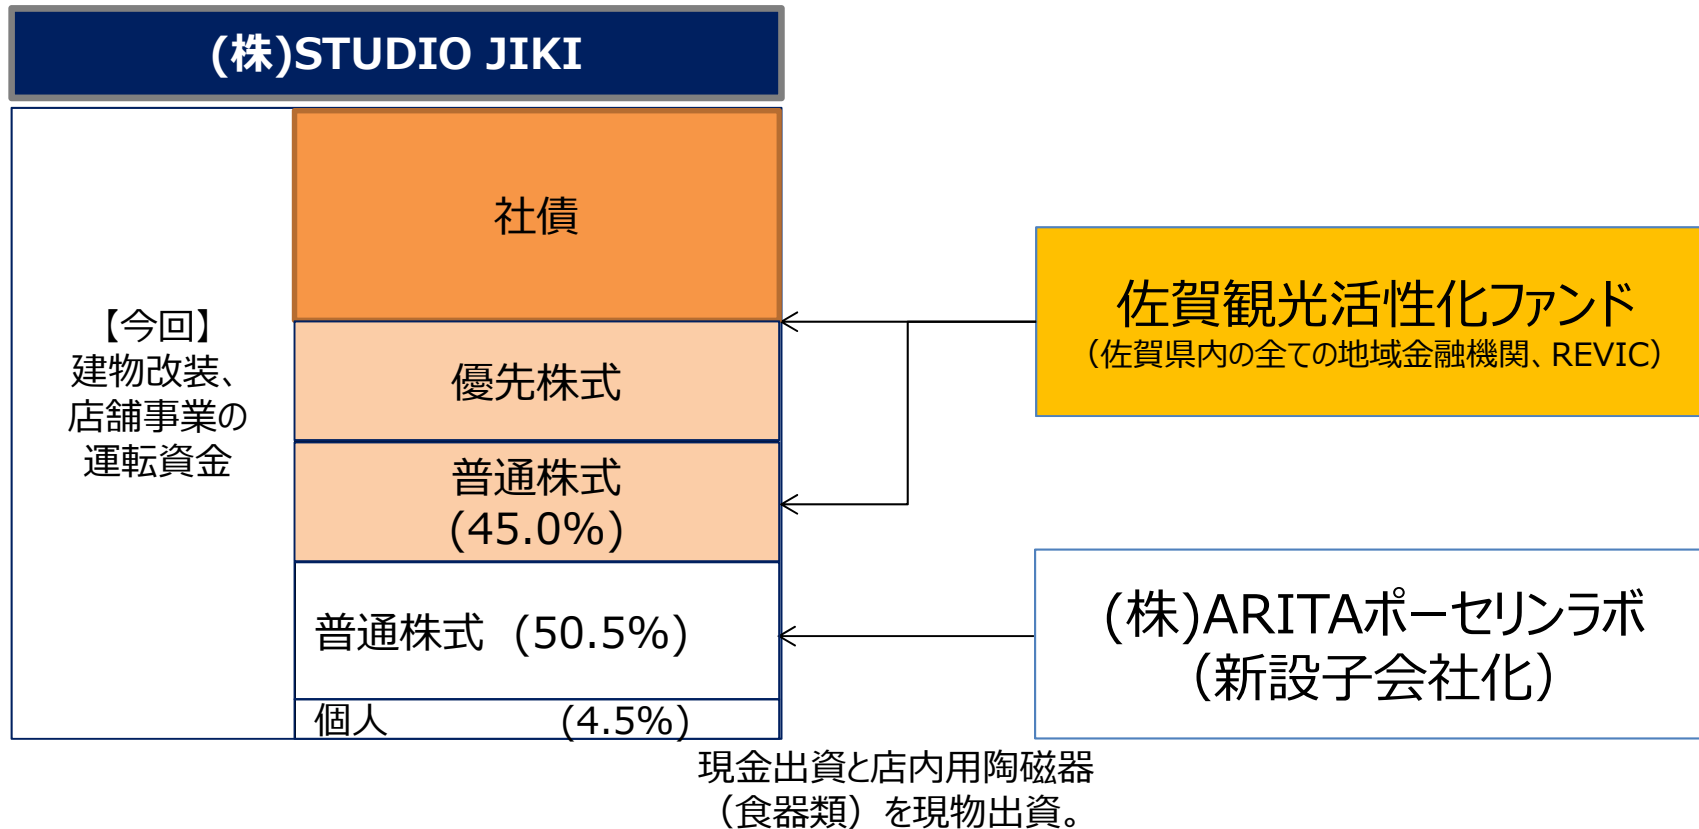 (株)STUDIO JIKI
【今回】
建物改装、
店舗事業の
運転資金
社債
優先株式
普通株式
(45.0%)
普通株式 (50.5%)
個人 (4.5%)
佐賀観光活性化ファンド
（佐賀県内の全ての地域金融機関、REVIC）
(株)ARITAポーセリンラボ
（新設子会社化）
現金出資と店内用陶磁器
（食器類）を現物出資。